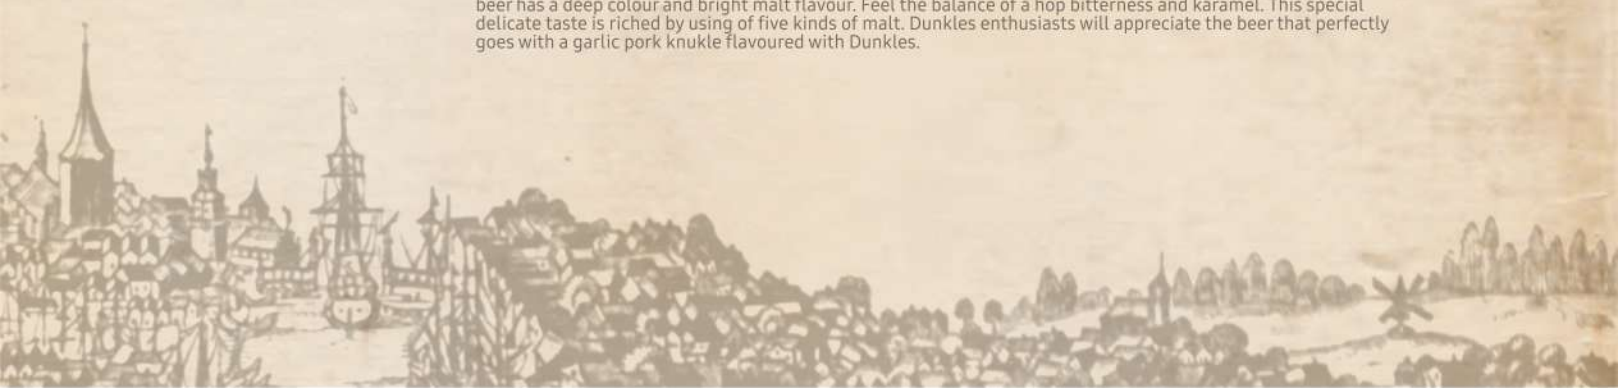 beer has a deep colour and bright malt flavour. Feel the balance of a hop bitterness and karamel. This special
delicate taste is riched by using of five kinds of malt. Dunkles enthusiasts will appreciate the beer that perfectly
goes with a garlic pork knukle flavoured with Dunkles.